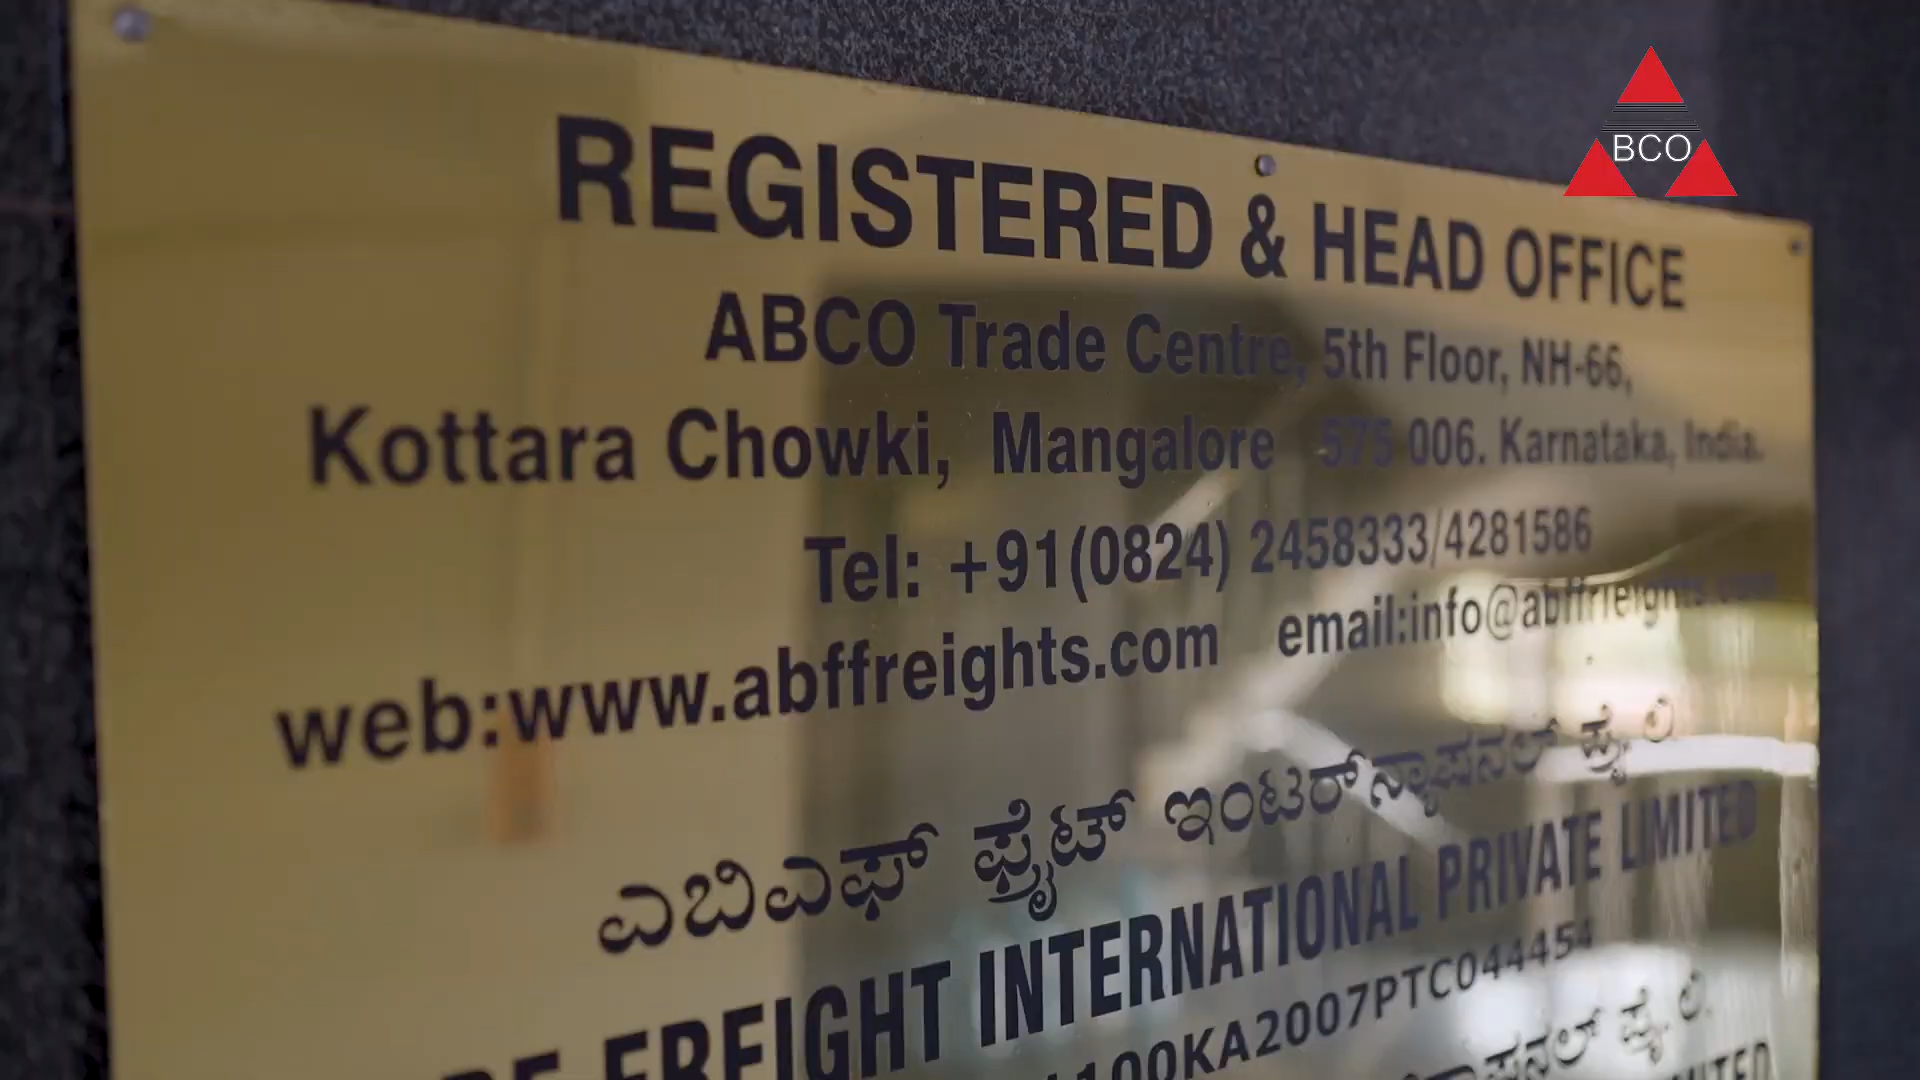 BCO
REGISTERED & HEAD OFFICE
ABCO Trade Centre, 5th Floor, NH-66,
Kottara Chowki, Mangalore 575 006. Karnataka, India.
Tel: +91(0824) 2458333/4281586
web:www.abffreights.com email:info@abffreights.com
ಎಬಿಎಫ್ ಫ್ರೈಟ್ ಇಂಟರ್‌ನ್ಯಾಷನಲ್ ಪ್ರೈ ಲಿ
FREIGHT INTERNATIONAL PRIVATE LIMITED
100KA2007PTC044454
ಪ್ರೈ. ಲಿ.